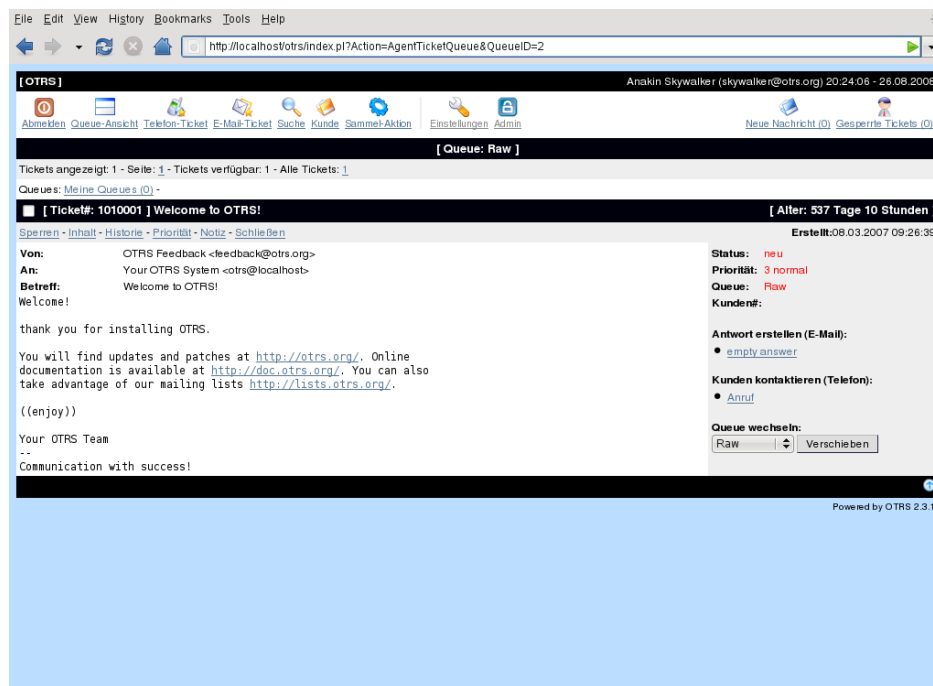 File Edit View History Bookmarks Tools Help
http://localhost/otrs/index.pl?Action=AgentTicketQueue&QueueID=2
[ OTRS ] Anakin Skywalker (skywalker@otrs.org) 20:24:06 - 26.08.2008
Abmelden Queue-Ansicht Telefon-Ticket E-Mail-Ticket Suche Kunde Sammel-Aktion Einstellungen Admin Neue Nachricht (0) Gesperrte Tickets (0)
[ Queue: Raw ]
Tickets angezeigt: 1 - Seite: 1 - Tickets verfügbar: 1 - Alle Tickets: 1
Queues: Meine Queues (0) -
[ Ticket#: 1010001 ] Welcome to OTRS! [ Alter: 537 Tage 10 Stunden ]
Sperren - Inhalt - Historie - Priorität - Notiz - Schließen Erstellt:08.03.2007 09:26:39
Von: OTRS Feedback <feedback@otrs.org>
An: Your OTRS System <otrs@localhost>
Betreff: Welcome to OTRS!
Welcome!
thank you for installing OTRS.
You will find updates and patches at http://otrs.org/. Online
documentation is available at http://doc.otrs.org/. You can also
take advantage of our mailing lists http://lists.otrs.org/.
((enjoy))
Your OTRS Team
--
Communication with success!
Status: neu
Priorität: 3 normal
Queue: Raw
Kunden#:
Antwort erstellen (E-Mail):
empty answer
Kunden kontaktieren (Telefon):
Anruf
Queue wechseln:
Raw Verschieben
Powered by OTRS 2.3.1